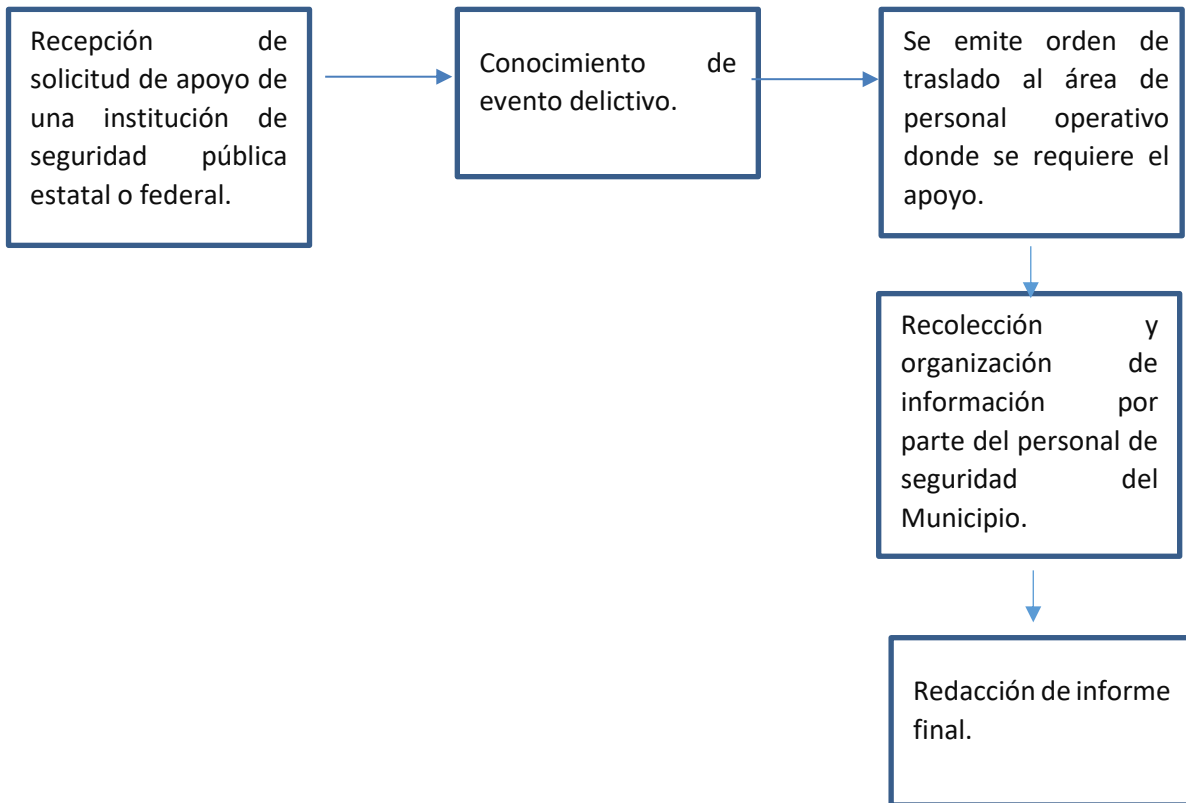 Recepción de
solicitud de apoyo de
una institución de
seguridad pública
estatal o federal.
Conocimiento de
evento delictivo.
Se emite orden de
traslado al área de
personal operativo
donde se requiere el
apoyo.
Recolección y
organización de
información por
parte del personal de
seguridad del
Municipio.
Redacción de informe
final.